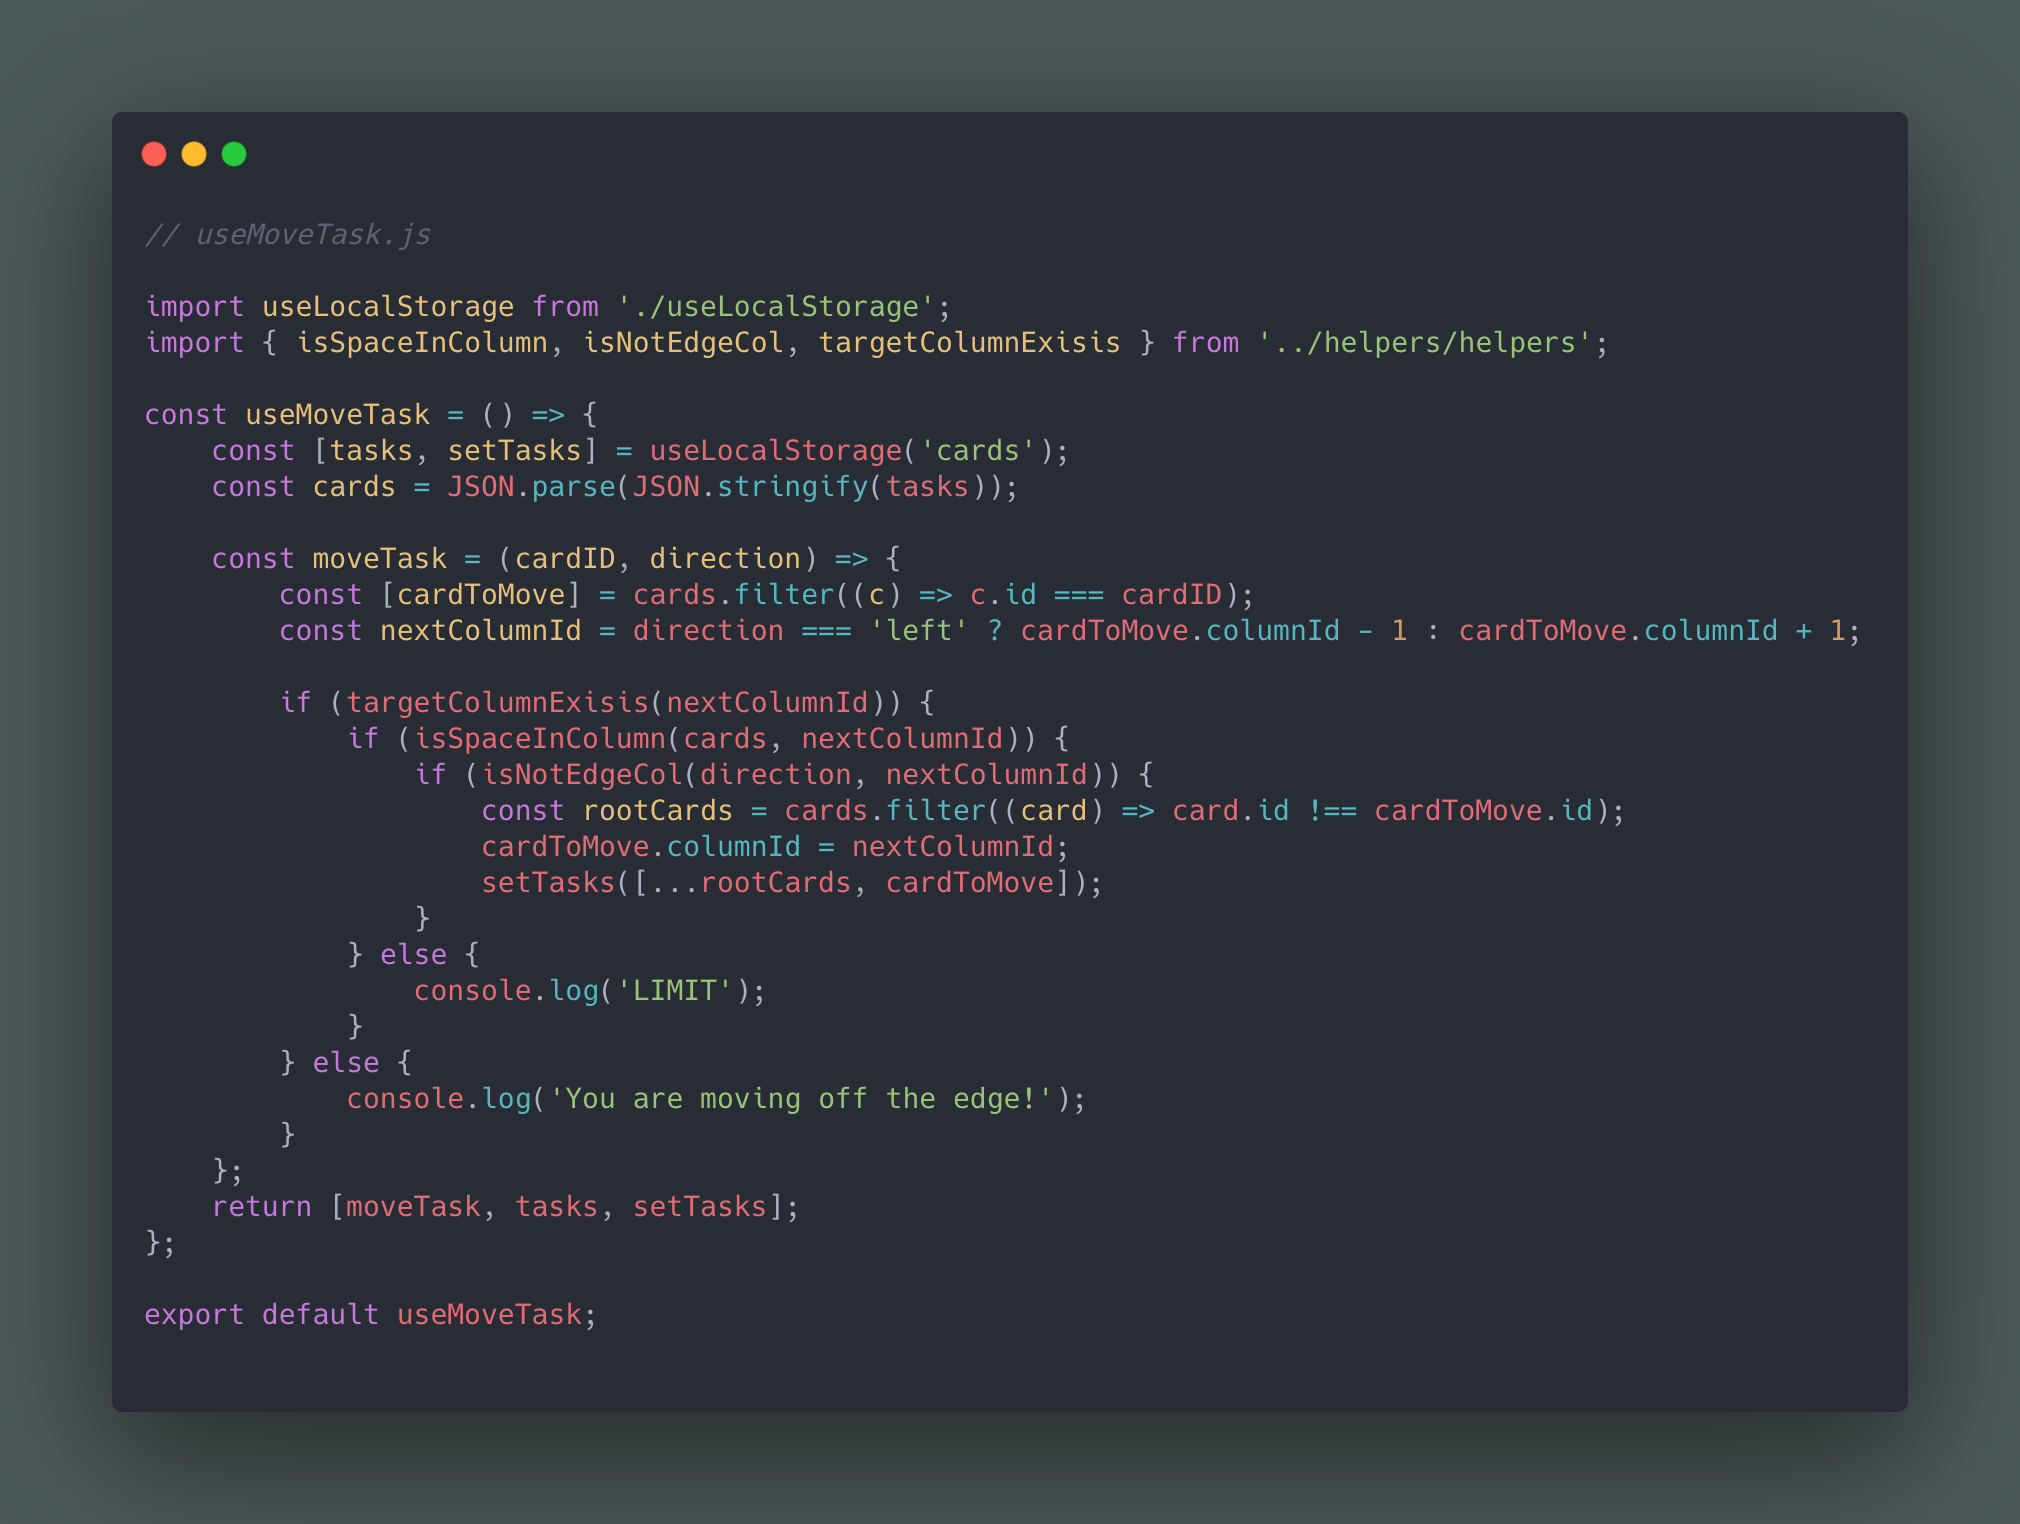 // useMoveTask.js

import useLocalStorage from './useLocalStorage';
import { isSpaceInColumn, isNotEdgeCol, targetColumnExisis } from '../helpers/helpers';

const useMoveTask = () => {
    const [tasks, setTasks] = useLocalStorage('cards');
    const cards = JSON.parse(JSON.stringify(tasks));

    const moveTask = (cardID, direction) => {
        const [cardToMove] = cards.filter((c) => c.id === cardID);
        const nextColumnId = direction === 'left' ? cardToMove.columnId - 1 : cardToMove.columnId + 1;

        if (targetColumnExisis(nextColumnId)) {
            if (isSpaceInColumn(cards, nextColumnId)) {
                if (isNotEdgeCol(direction, nextColumnId)) {
                    const rootCards = cards.filter((card) => card.id !== cardToMove.id);
                    cardToMove.columnId = nextColumnId;
                    setTasks([...rootCards, cardToMove]);
                }
            } else {
                console.log('LIMIT');
            }
        } else {
            console.log('You are moving off the edge!');
        }
    };
    return [moveTask, tasks, setTasks];
};

export default useMoveTask;